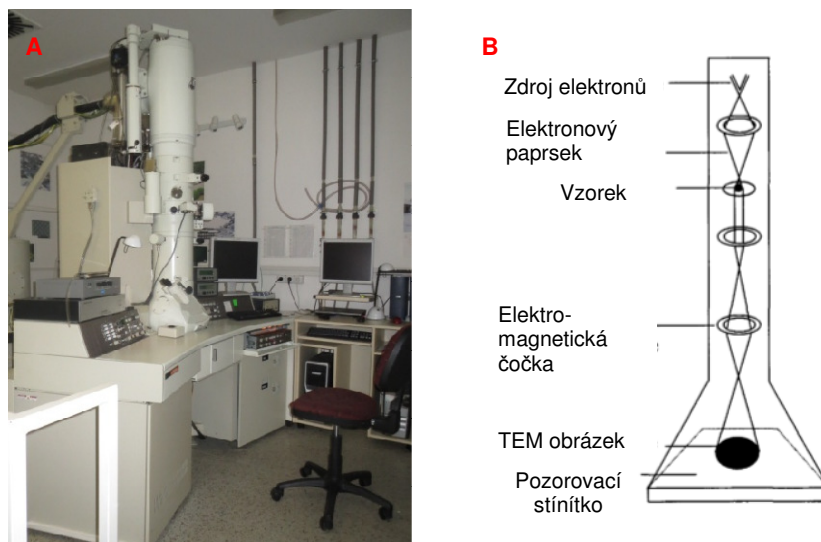 A
B
Zdroj elektronů
Elektronový
paprsek
Vzorek
Elektro-
magnetická
čočka
TEM obrázek
Pozorovací
stínítko